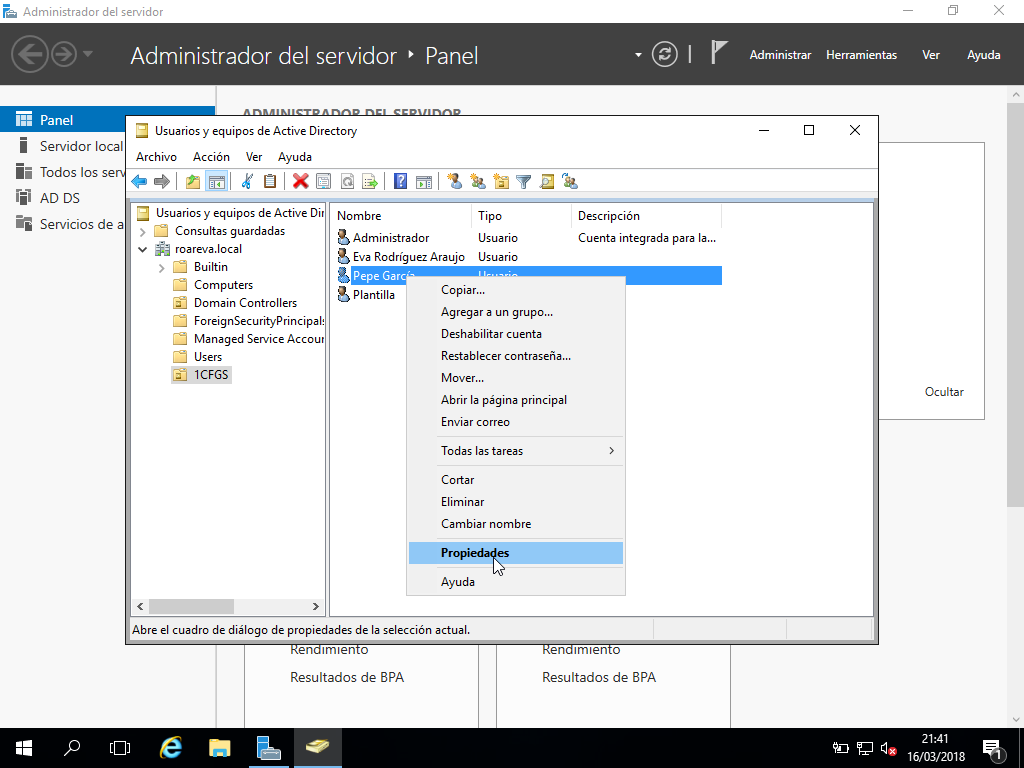 Administrador del servidor
Administrador del servidor
Panel
Administrar
Herramientas
Ver
Ayuda
ADMINISTRADOR DEL SERVIDOR
Panel
Servidor local
Todos los serv
AD DS
Servicios de a
Usuarios y equipos de Active Directory
Archivo
Acción
Ver
Ayuda
Usuarios y equipos de Active Dir
Consultas guardadas
roareva.local
Builtin
Computers
Domain Controllers
ForeignSecurityPrincipals
Managed Service Accour
Users
1CFGS
Nombre
Tipo
Descripción
Administrador
Usuario
Cuenta integrada para la...
Eva Rodríguez Araujo
Usuario
Pepe García
Usuario
Plantilla
Copiar...
Agregar a un grupo...
Deshabilitar cuenta
Restablecer contraseña...
Mover...
Abrir la página principal
Enviar correo
Todas las tareas
Cortar
Eliminar
Cambiar nombre
Propiedades
Ayuda
Ocultar
Abre el cuadro de diálogo de propiedades de la selección actual.
Rendimiento
Resultados de BPA
Rendimiento
Resultados de BPA
21:41
16/03/2018
1